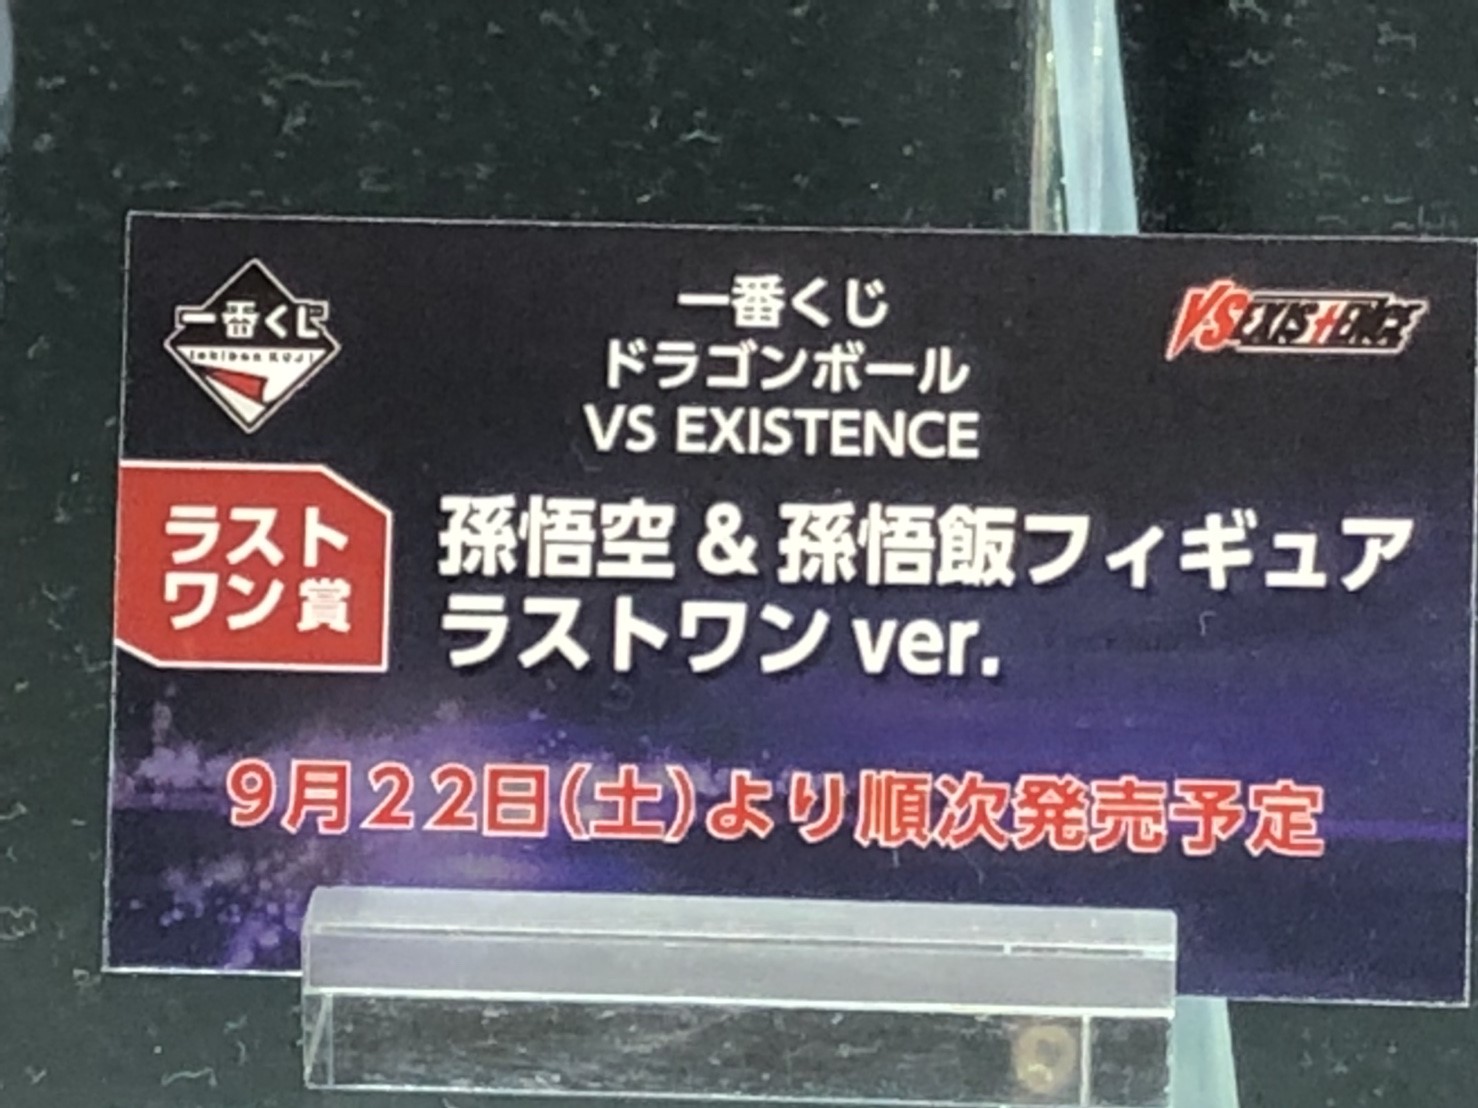 一番くじ
Ichiban KUJI
一番くじ
ドラゴンボール
VS EXISTENCE
VS EXISTENCE
ラスト
ワン賞
孫悟空 & 孫悟飯フィギュア
ラストワン ver.
9月22日(土)より順次発売予定